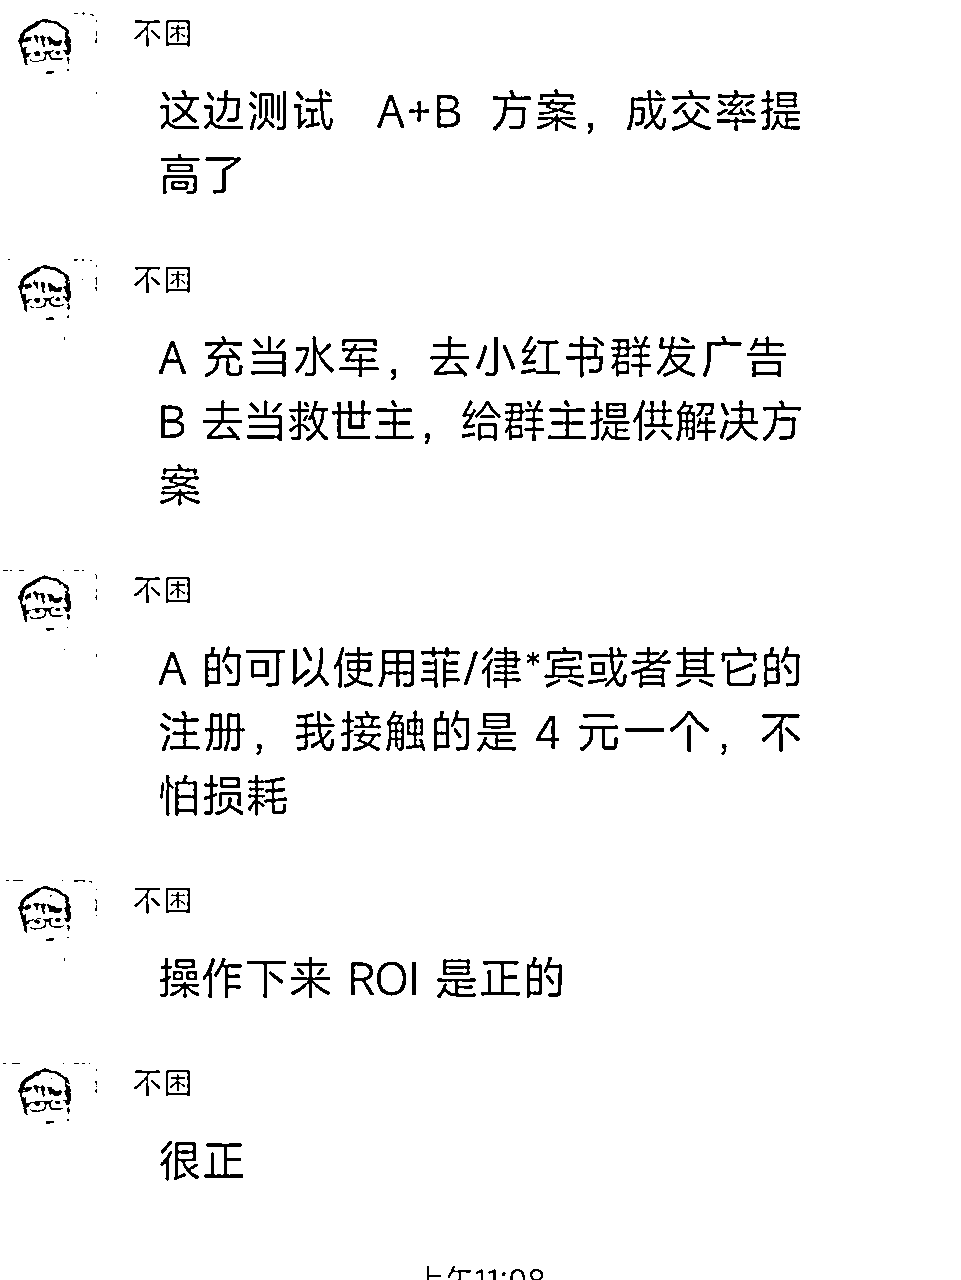 不困
这边测试 A+B 方案，成交率提
高了
不困
A 充当水军，去小红书群发广告
B 去当救世主，给群主提供解决方
案
不困
A 的可以使用菲/律*宾或者其它的
注册，我接触的是 4 元一个，不
怕损耗
不困
操作下来 ROI 是正的
不困
很正
上午11:08